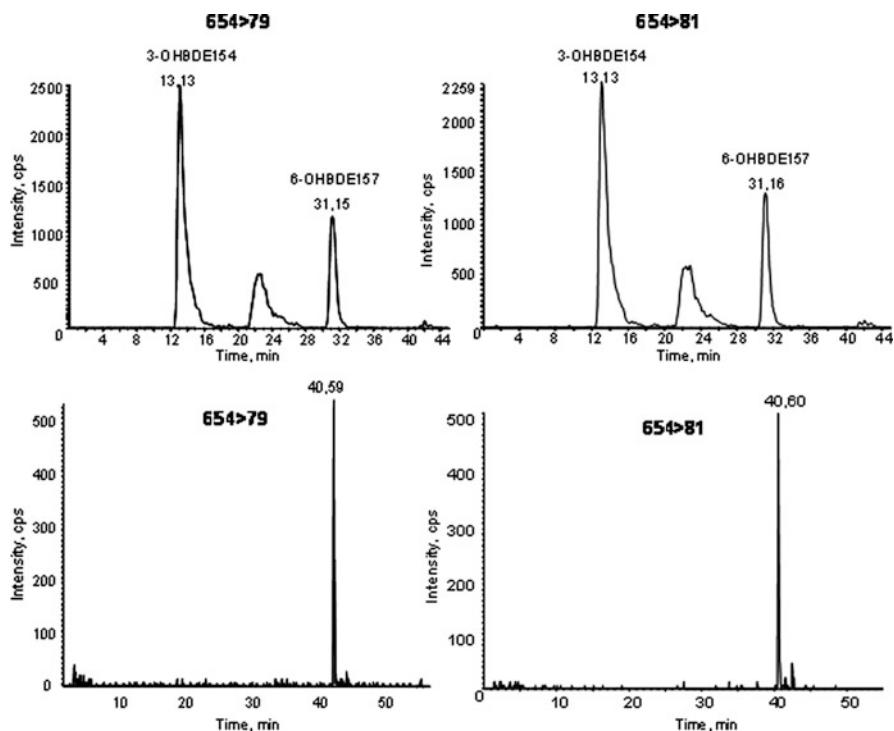 654>79
3-OHBDE154
13,13
2500
2000
1500
1000
500
0
6-OHBDE157
31,15
Intensity, cps
4 8 12 16 20 24 28 32 36 40 44
Time, min
654>81
3-OHBDE154
13,13
2259
2000
1500
1000
500
0
6-OHBDE157
31,16
Intensity, cps
4 8 12 16 20 24 28 31 36 40 44
Time, min
40,59
654>79
500
400
300
200
100
0
Intensity, cps
10 20 30 40 50
Time, min
40,60
654>81
500
400
300
200
100
0
Intensity, cps
10 20 30 40 50
Time, min